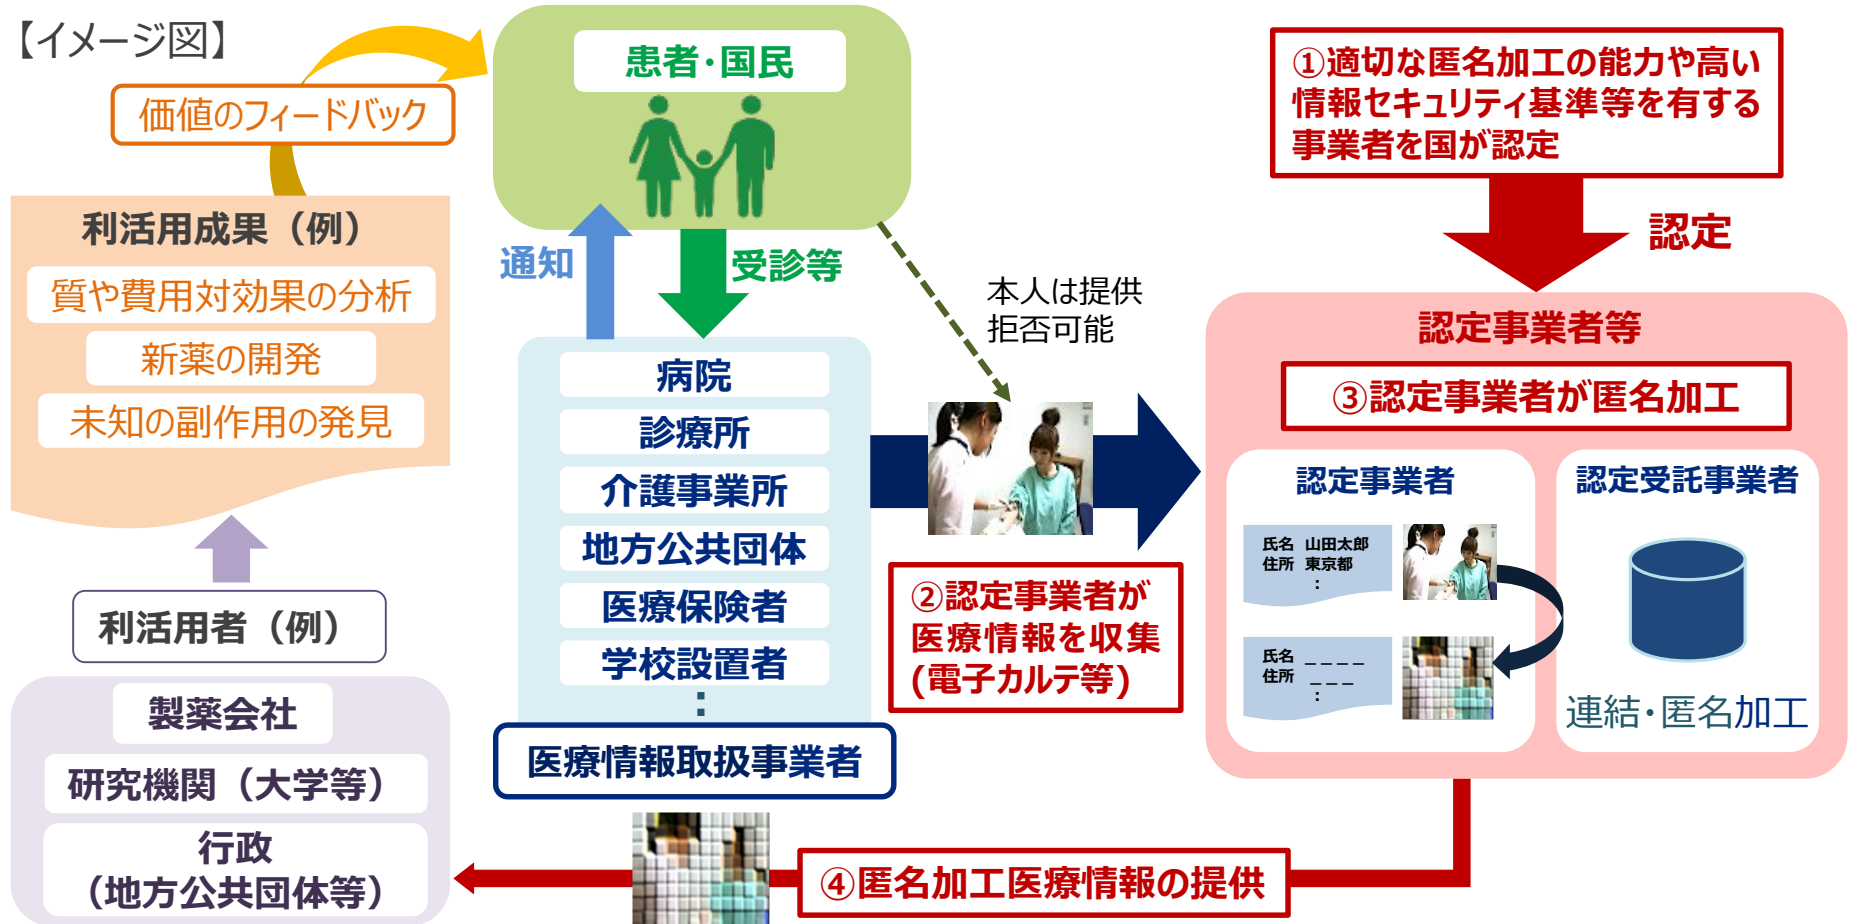 【イメージ図】
価値のフィードバック
利活用成果（例）
質や費用対効果の分析
新薬の開発
未知の副作用の発見
利活用者（例）
製薬会社
研究機関（大学等）
行政
（地方公共団体等）
患者・国民
通知
受診等
病院
診療所
介護事業所
地方公共団体
医療保険者
学校設置者
：
医療情報取扱事業者
本人は提供
拒否可能
②認定事業者が
医療情報を収集
(電子カルテ等)
①適切な匿名加工の能力や高い
情報セキュリティ基準等を有する
事業者を国が認定
認定
認定事業者等
③認定事業者が匿名加工
認定事業者
氏名 山田太郎
住所 東京都
：
氏名 ＿＿＿＿
住所 ＿＿＿
：
認定受託事業者
連結・匿名加工
④匿名加工医療情報の提供